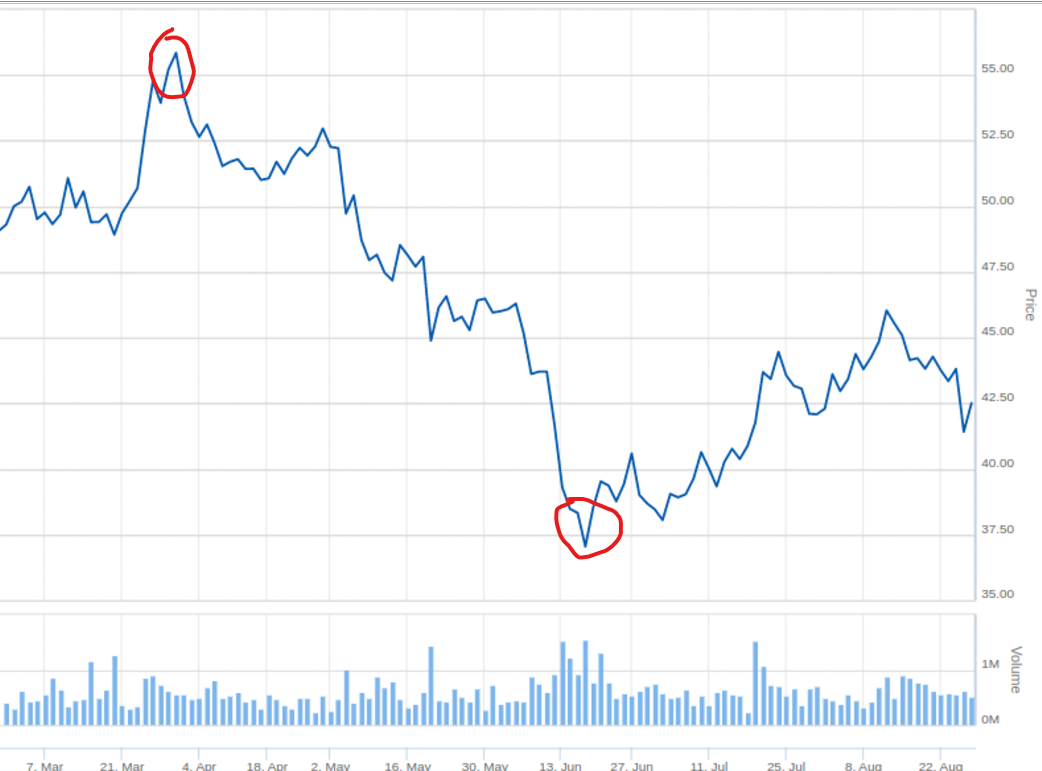 55.00
52.50
50.00
47.50
Price
45.00
42.50
40.00
37.50
35.00
Volume
1M
0M
7. Mar 21. Mar 4. Apr 18. Apr 2. May 16. May 30. May 13. Jun 27. Jun 11. Jul 25. Jul 8. Aug 22. Aug